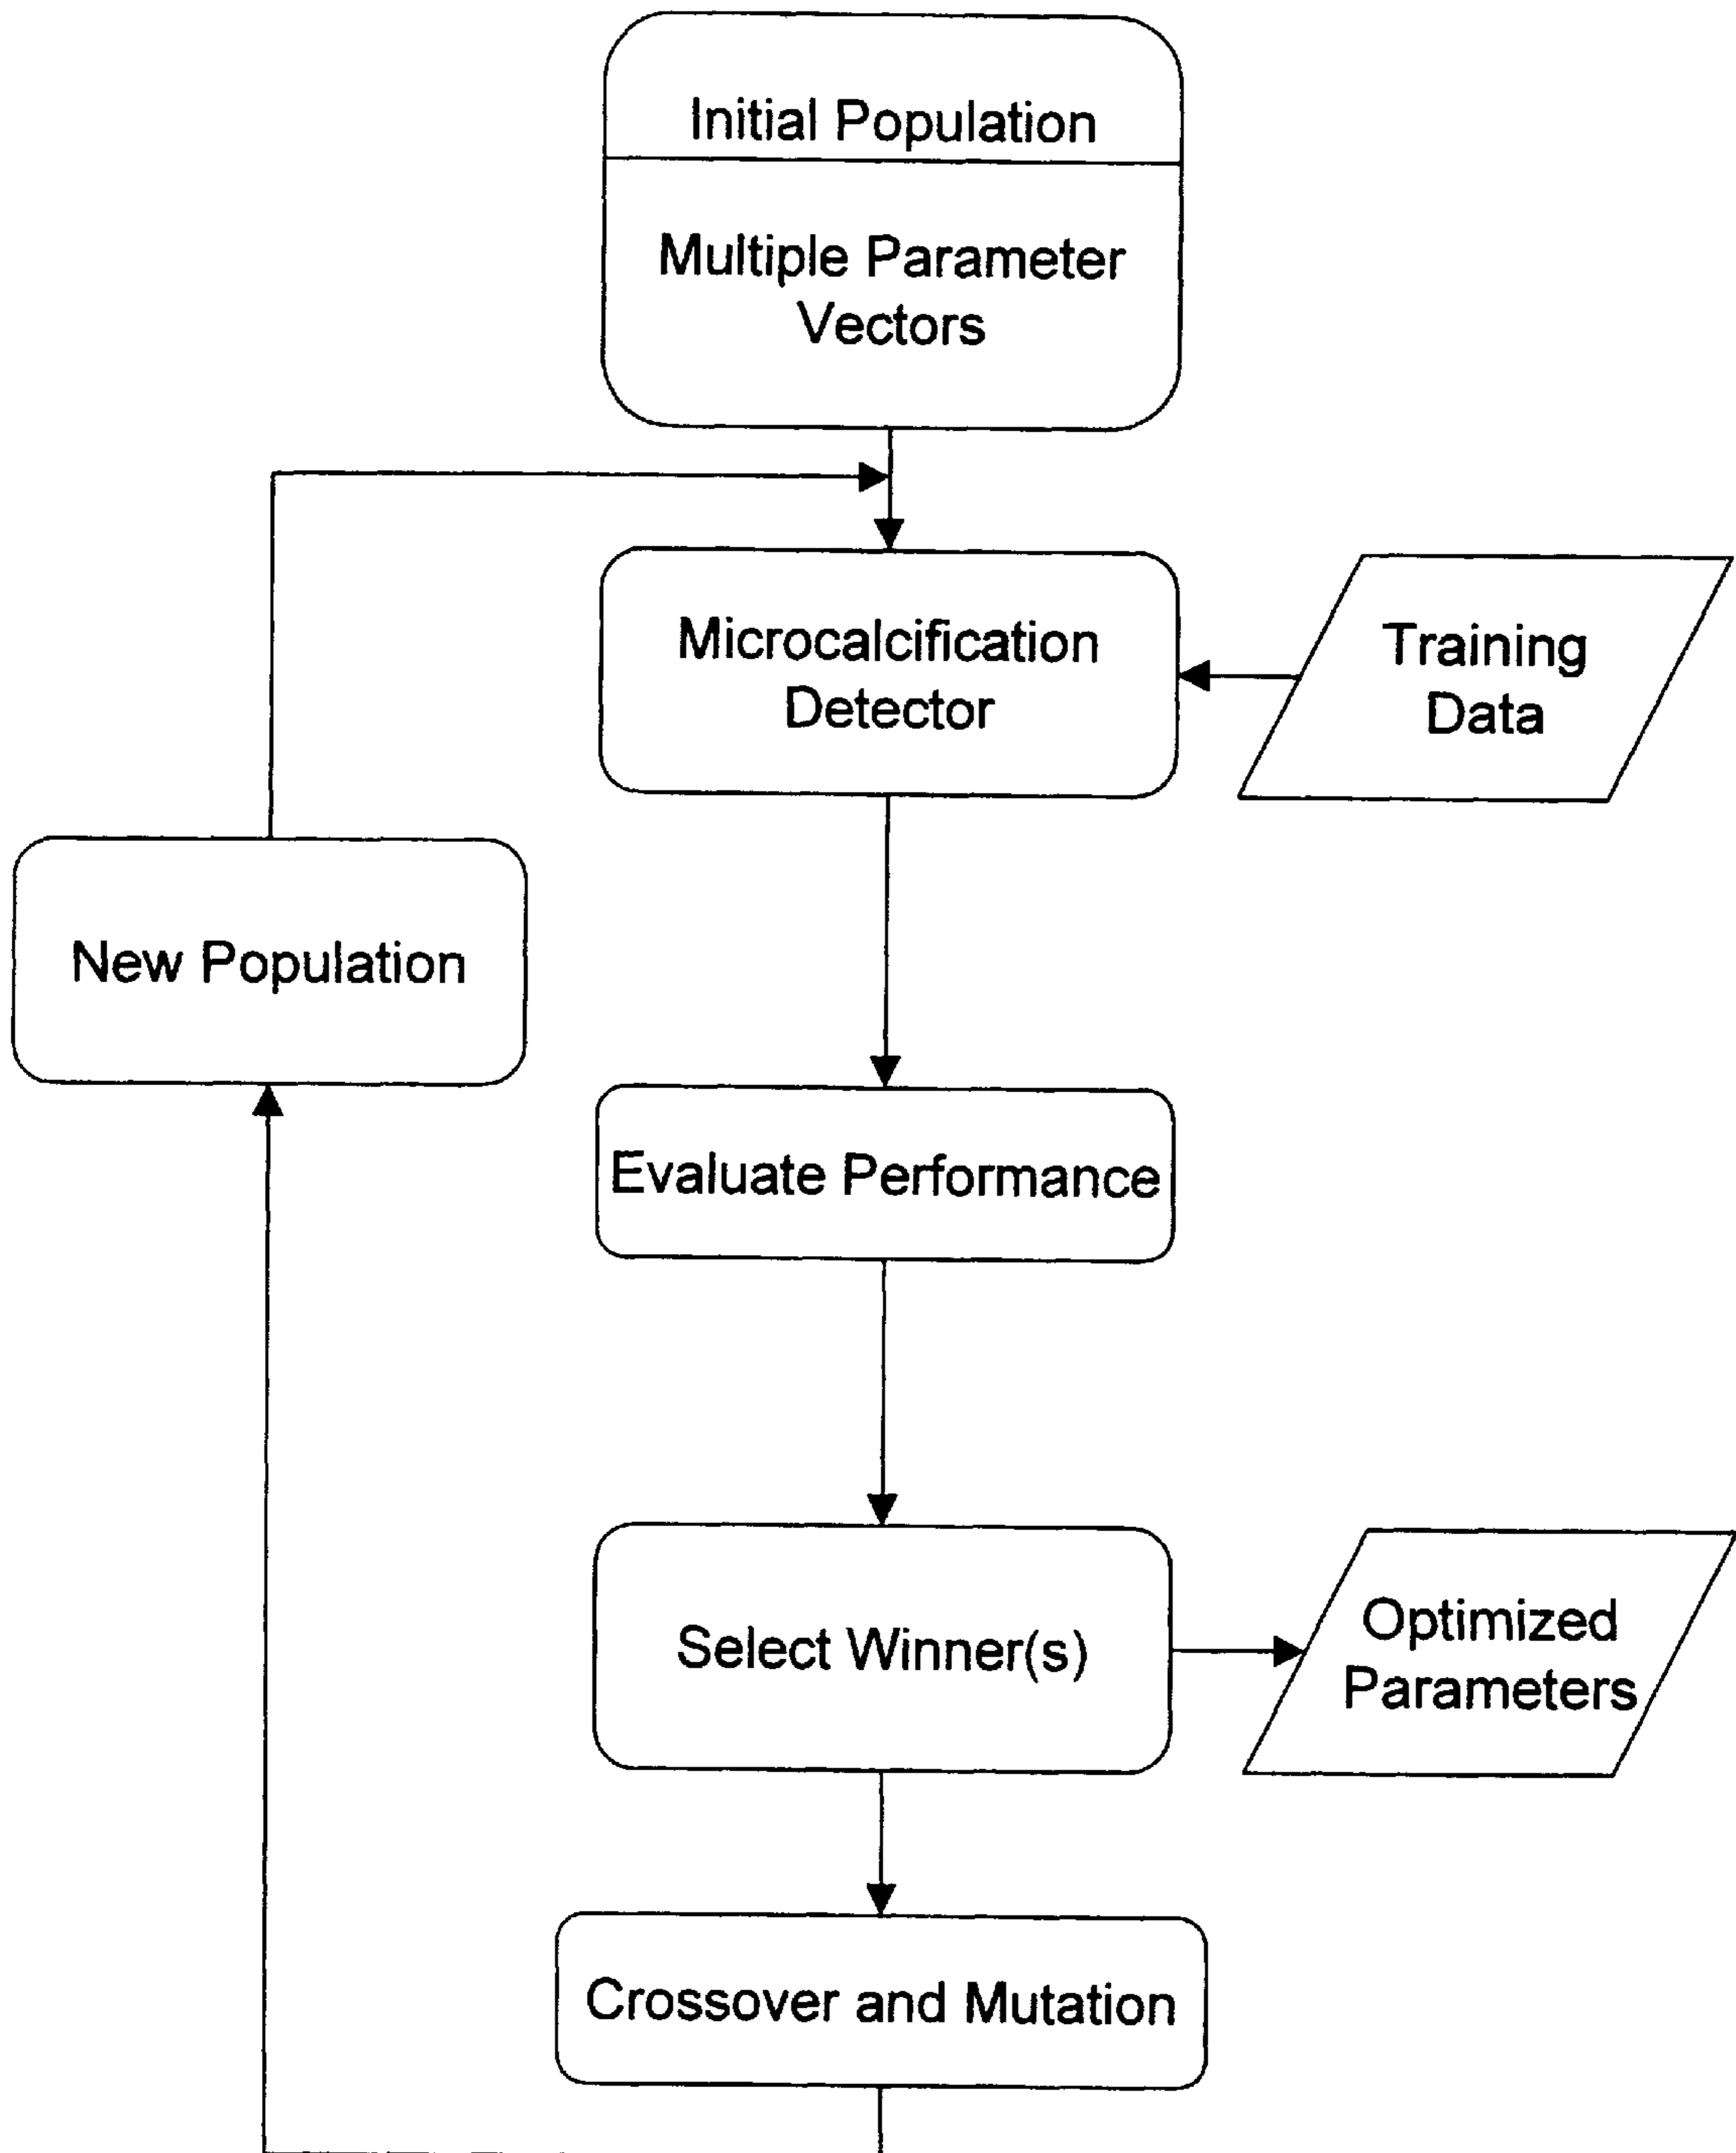 Initial Population
Multiple Parameter
Vectors
Microcalcification
Detector
Training
Data
New Population
Evaluate Performance
Select Winner(s)
Optimized
Parameters
Crossover and Mutation